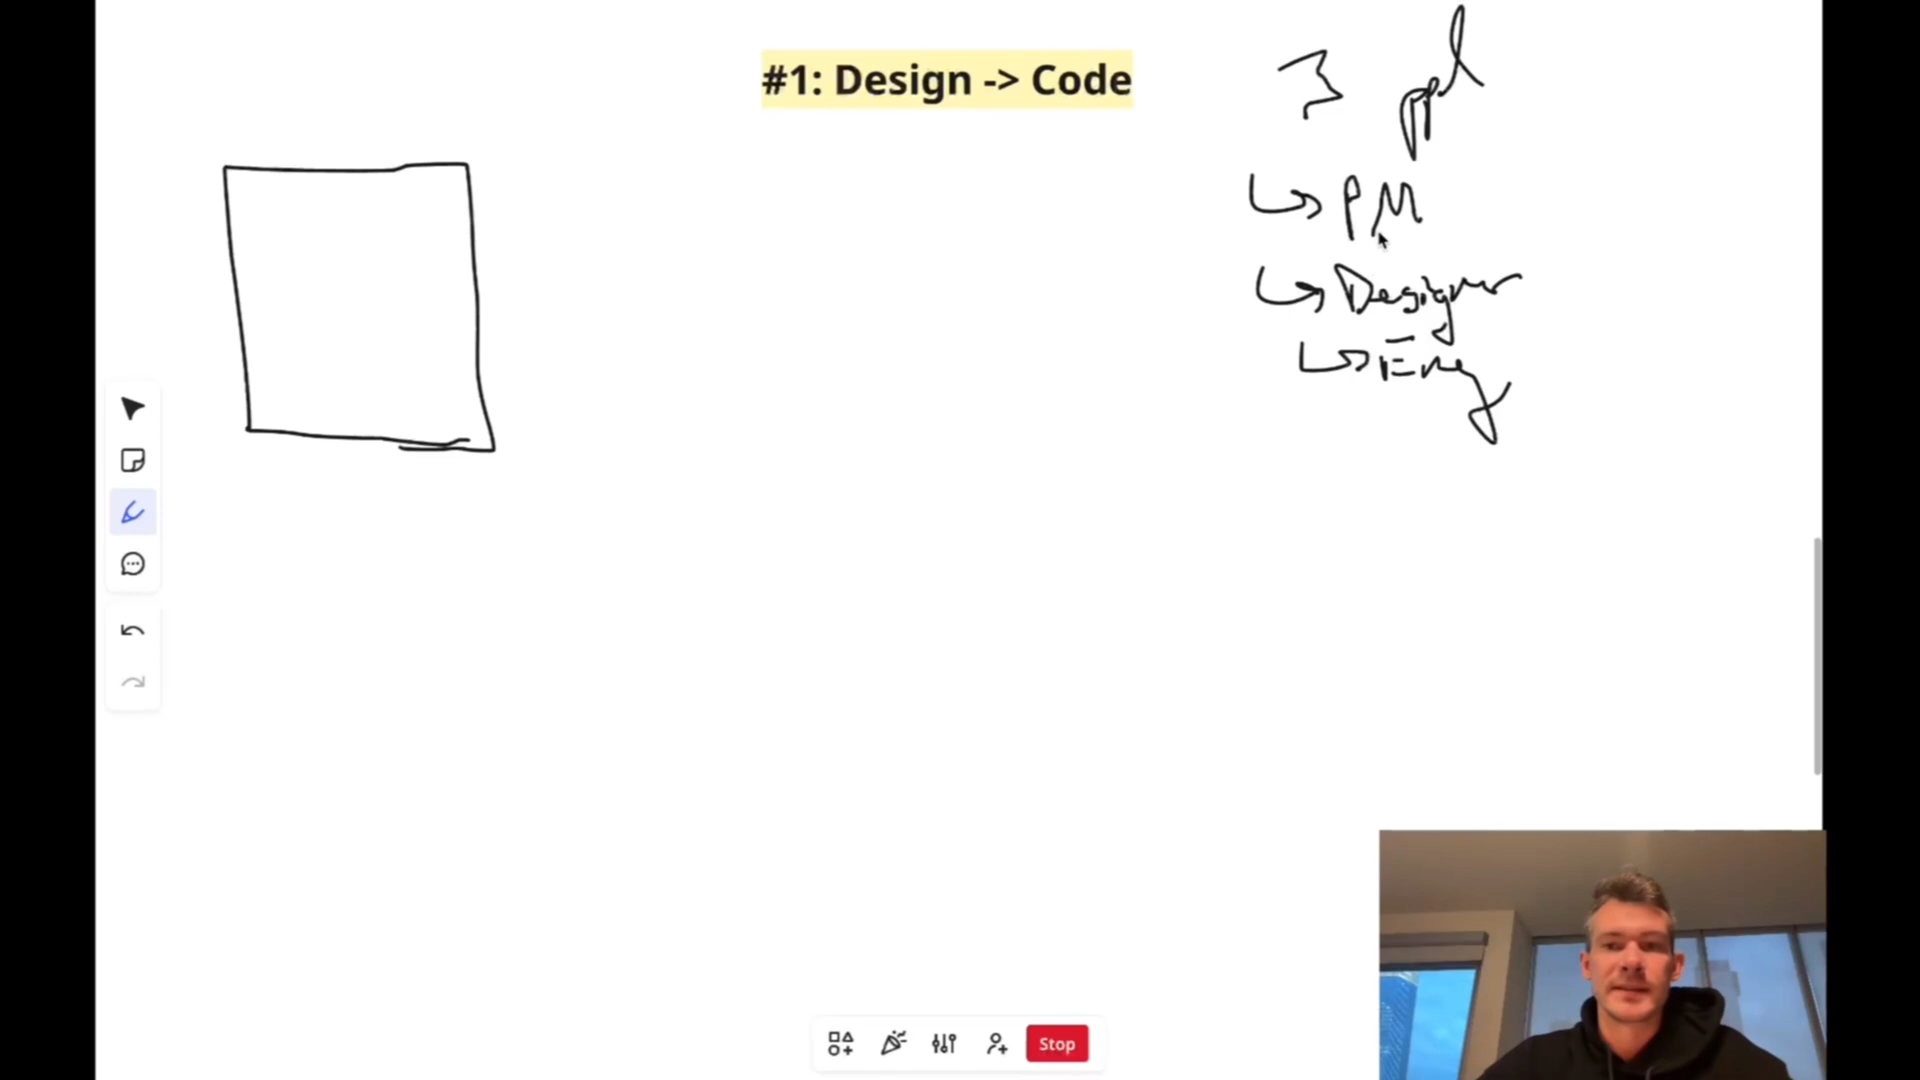 #1: Design -> Code
3 ppl
↳ PM
↳ Designer
↳ Eng
Stop